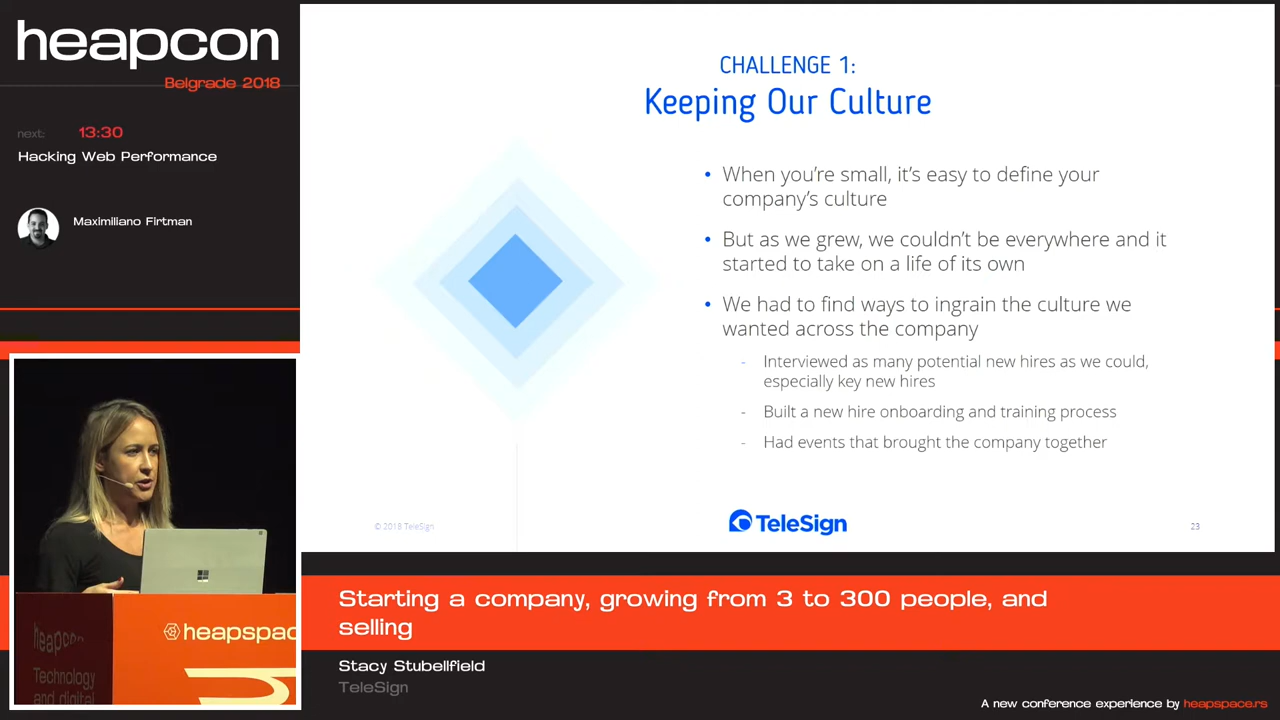 heapcon
Belgrade 2018
next: 13:30
Hacking Web Performance
Maximiliano Firtman
CHALLENGE 1:
Keeping Our Culture
• When you're small, it's easy to define your
company's culture
• But as we grew, we couldn't be everywhere and it
started to take on a life of its own
• We had to find ways to ingrain the culture we
wanted across the company
- Interviewed as many potential new hires as we could,
especially key new hires
- Built a new hire onboarding and training process
- Had events that brought the company together
© 2018 TeleSign
TeleSign
23
heapspac
heapcon
Technology
and digital
Starting a company, growing from 3 to 300 people, and
selling
Stacy Stubellfield
TeleSign
A new conference experience by heapspace.rs